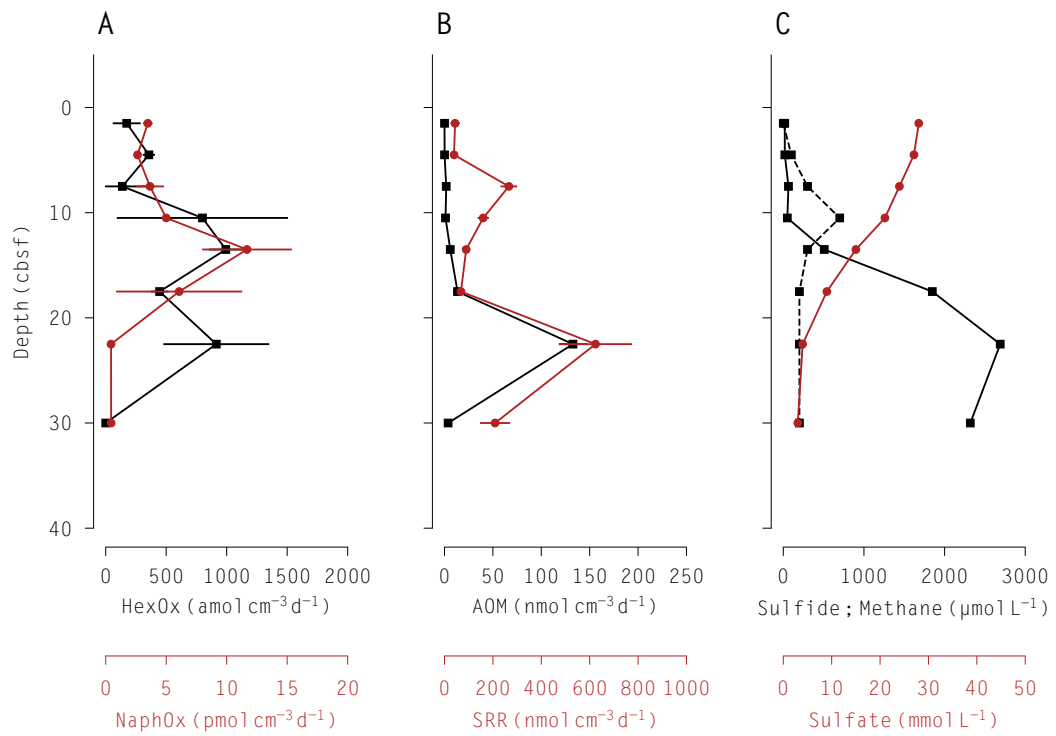 A B C
0
10
20
30
40
Depth (cbsf)
0 500 1000 1500 2000
HexOx (amol cm⁻³ d⁻¹)
0 5 10 15 20
NaphOx (pmol cm⁻³ d⁻¹)
0 50 100 150 200 250
AOM (nmol cm⁻³ d⁻¹)
0 200 400 600 800 1000
SRR (nmol cm⁻³ d⁻¹)
0 1000 2000 3000
Sulfide ; Methane (µmol L⁻¹)
0 10 20 30 40 50
Sulfate (mmol L⁻¹)